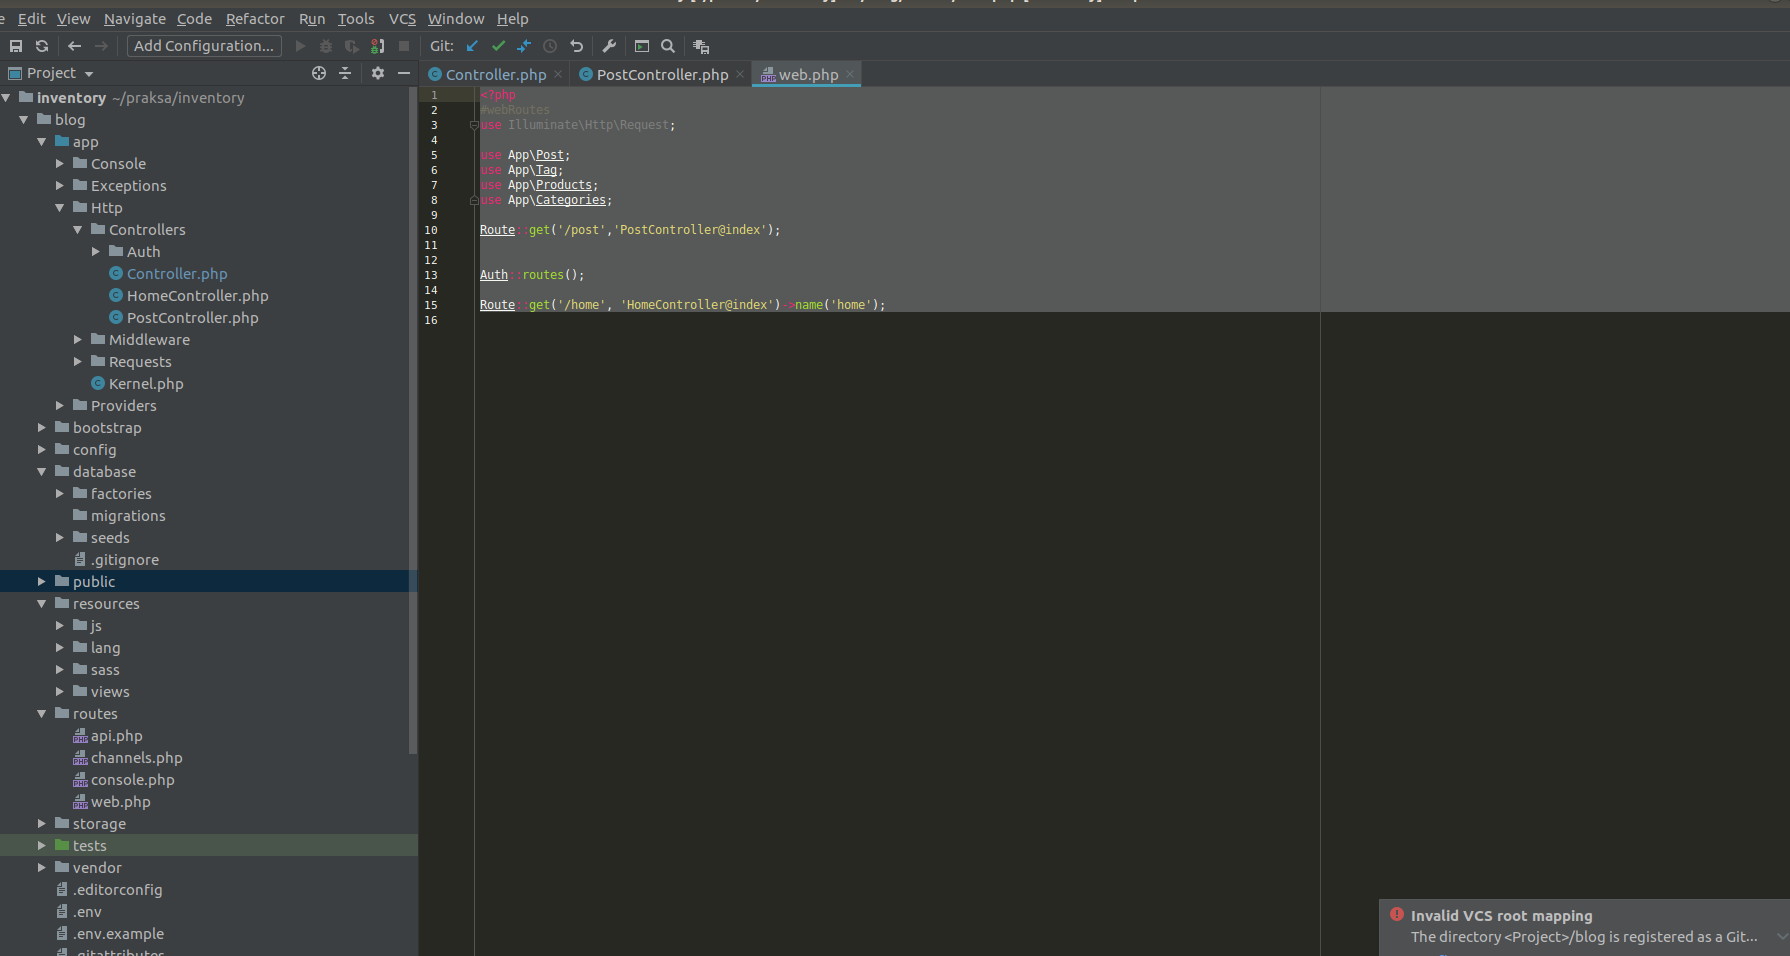 Edit View Navigate Code Refactor Run Tools VCS Window Help
Add Configuration... Git:
Project
Controller.php PostController.php web.php
inventory ~/praksa/inventory
blog
app
Console
Exceptions
Http
Controllers
Auth
Controller.php
HomeController.php
PostController.php
Middleware
Requests
Kernel.php
Providers
bootstrap
config
database
factories
migrations
seeds
.gitignore
public
resources
js
lang
sass
views
routes
api.php
channels.php
console.php
web.php
storage
tests
vendor
.editorconfig
.env
.env.example
.gitattributes
1 <?php
2 #webRoutes
3 use Illuminate\Http\Request;
4
5 use App\Post;
6 use App\Tag;
7 use App\Products;
8 use App\Categories;
9
10 Route::get('/post','PostController@index');
11
12
13 Auth::routes();
14
15 Route::get('/home', 'HomeController@index')->name('home');
16
Invalid VCS root mapping
The directory <Project>/blog is registered as a Git...